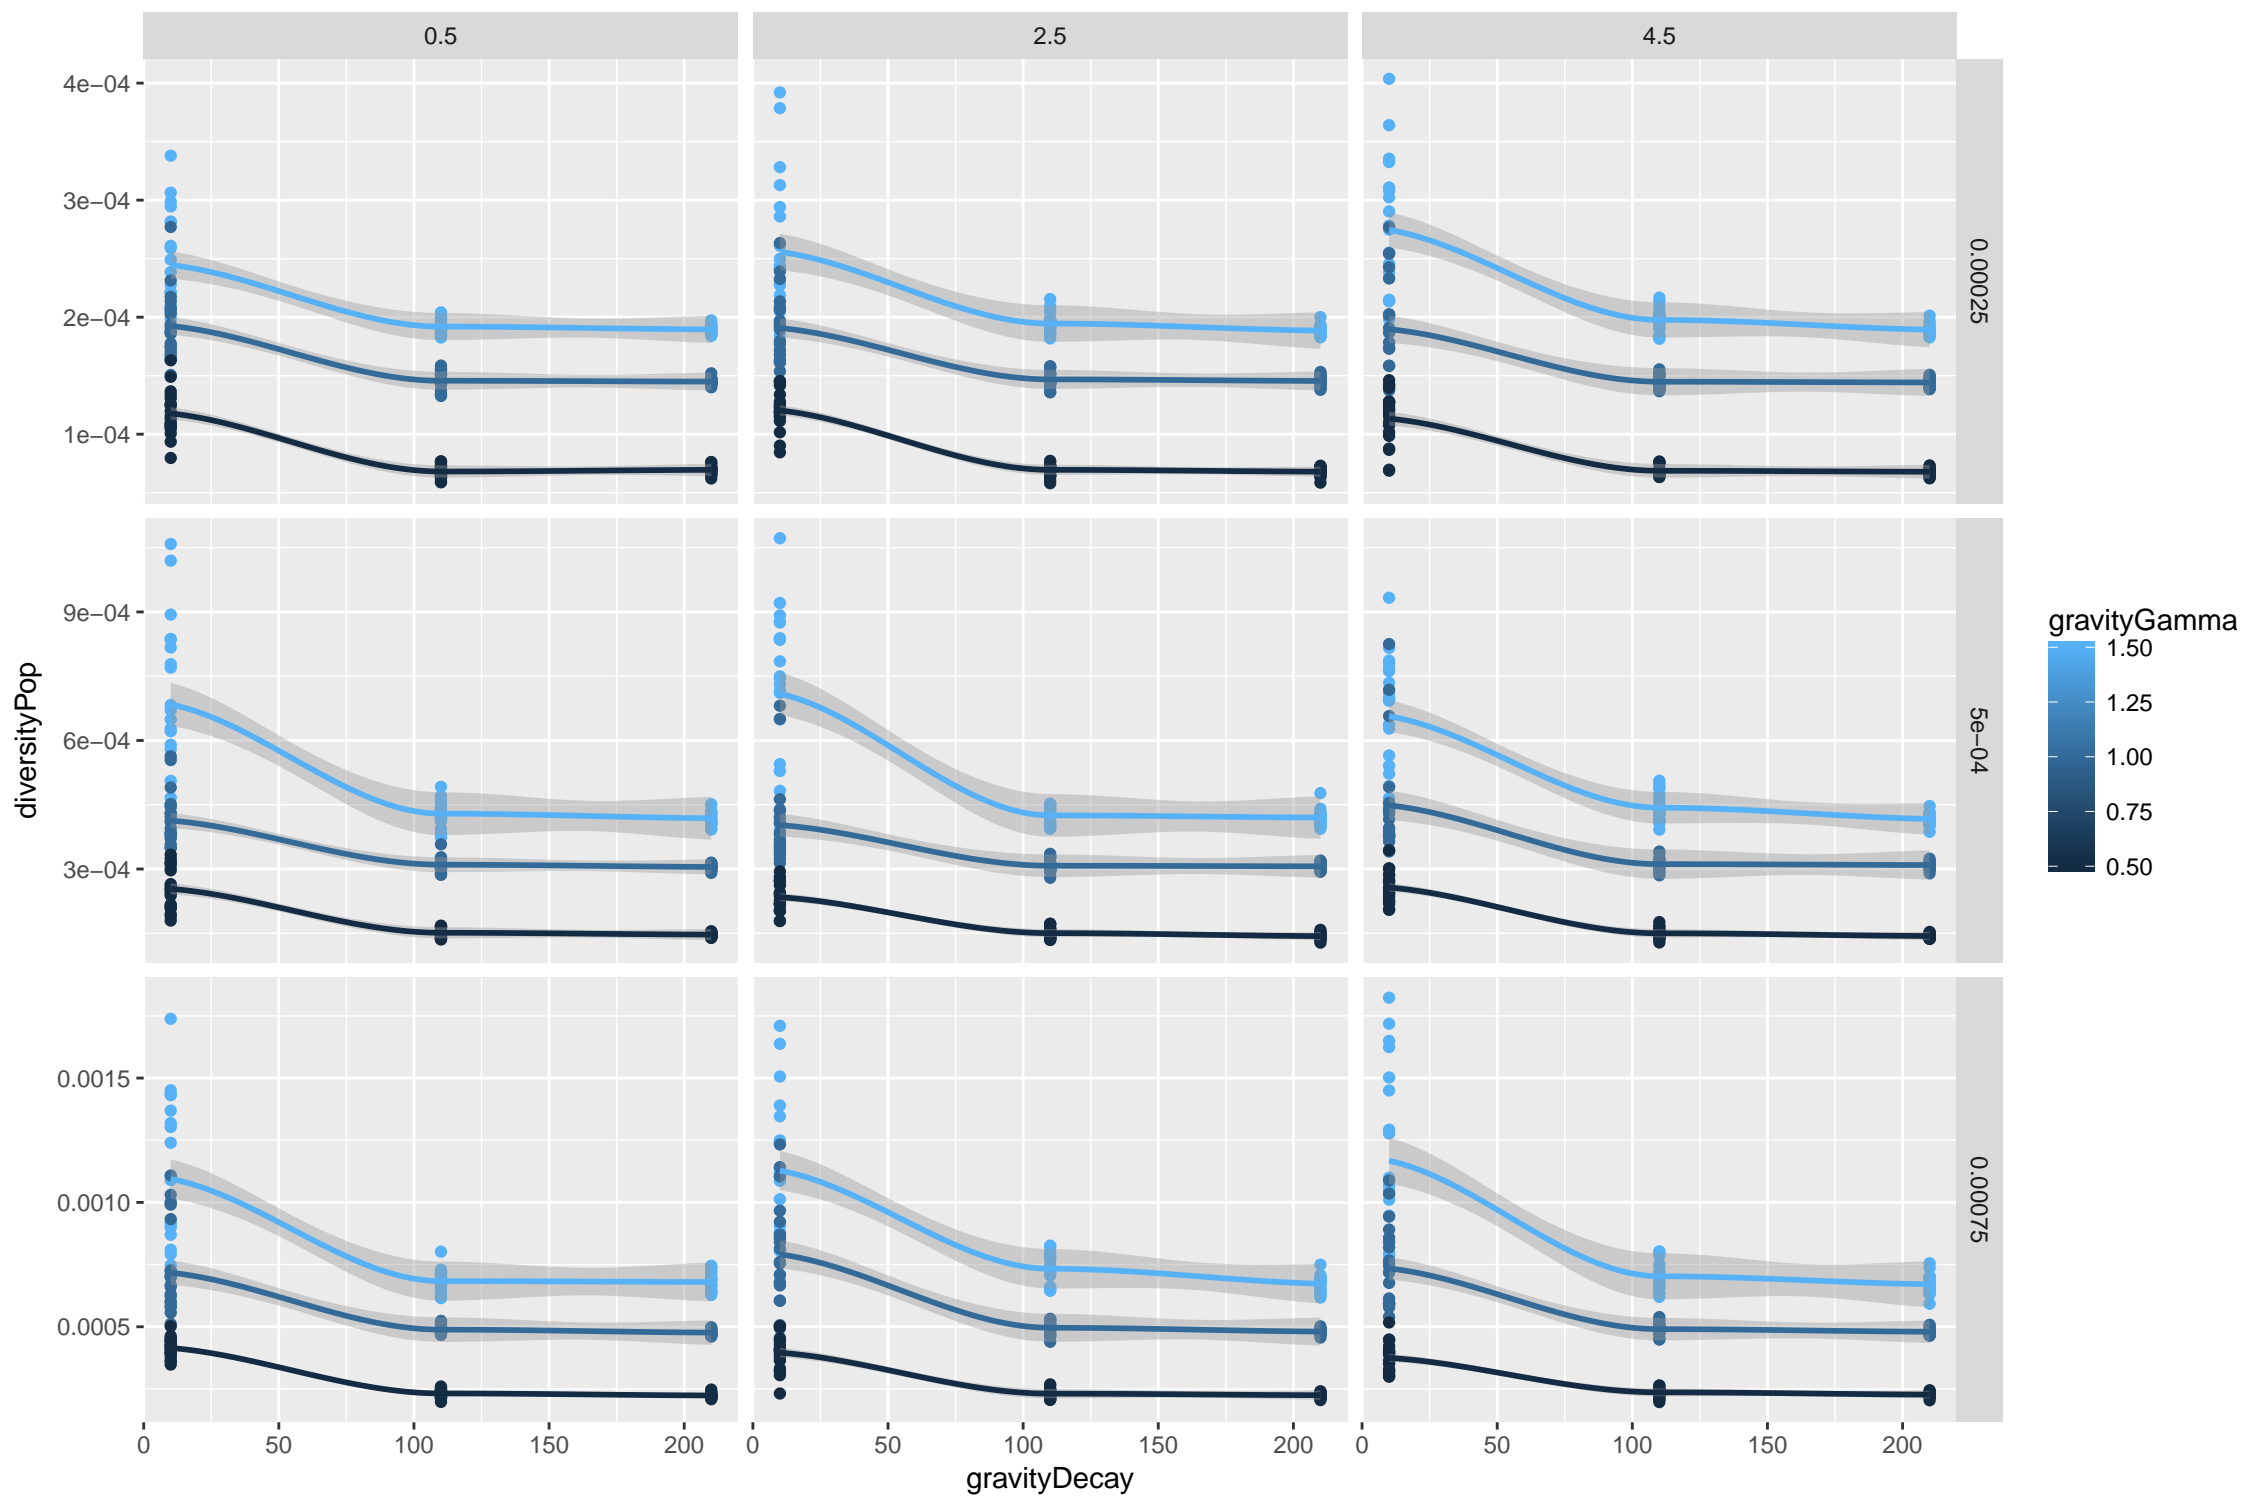 0.5 2.5 4.5
4e−04
3e−04
2e−04
1e−04
0.00025
9e−04
6e−04
3e−04
5e−04
0.0015
0.0010
0.0005
0.00075
0 50 100 150 200 0 50 100 150 200 0 50 100 150 200
gravityDecay
diversityPop
gravityGamma
1.50
1.25
1.00
0.75
0.50